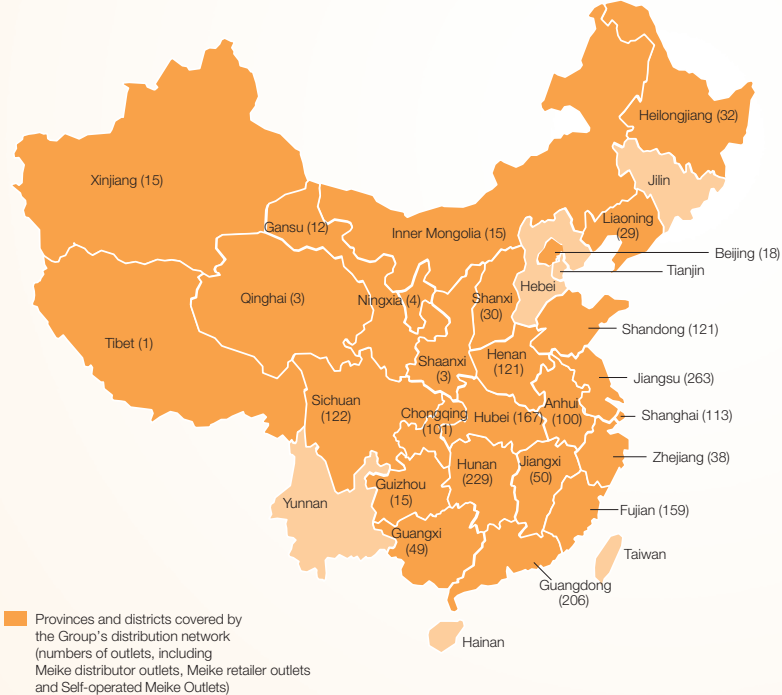 Heilongjiang (32)
Jilin
Xinjiang (15)
Liaoning
(29)
Gansu (12)
Inner Mongolia (15)
Beijing (18)
Tianjin
Hebei
Qinghai (3)
Ningxia (4)
Shanxi
(30)
Shandong (121)
Tibet (1)
Shaanxi
(3)
Henan
(121)
Jiangsu (263)
Sichuan
(122)
Chongqing
(101)
Hubei (167)
Anhui
(100)
Shanghai (113)
Zhejiang (38)
Hunan
(229)
Jiangxi
(50)
Guizhou
(15)
Yunnan
Fujian (159)
Guangxi
(49)
Taiwan
Guangdong
(206)
Hainan
Provinces and districts covered by
the Group's distribution network
(numbers of outlets, including
Meike distributor outlets, Meike retailer outlets
and Self-operated Meike Outlets)